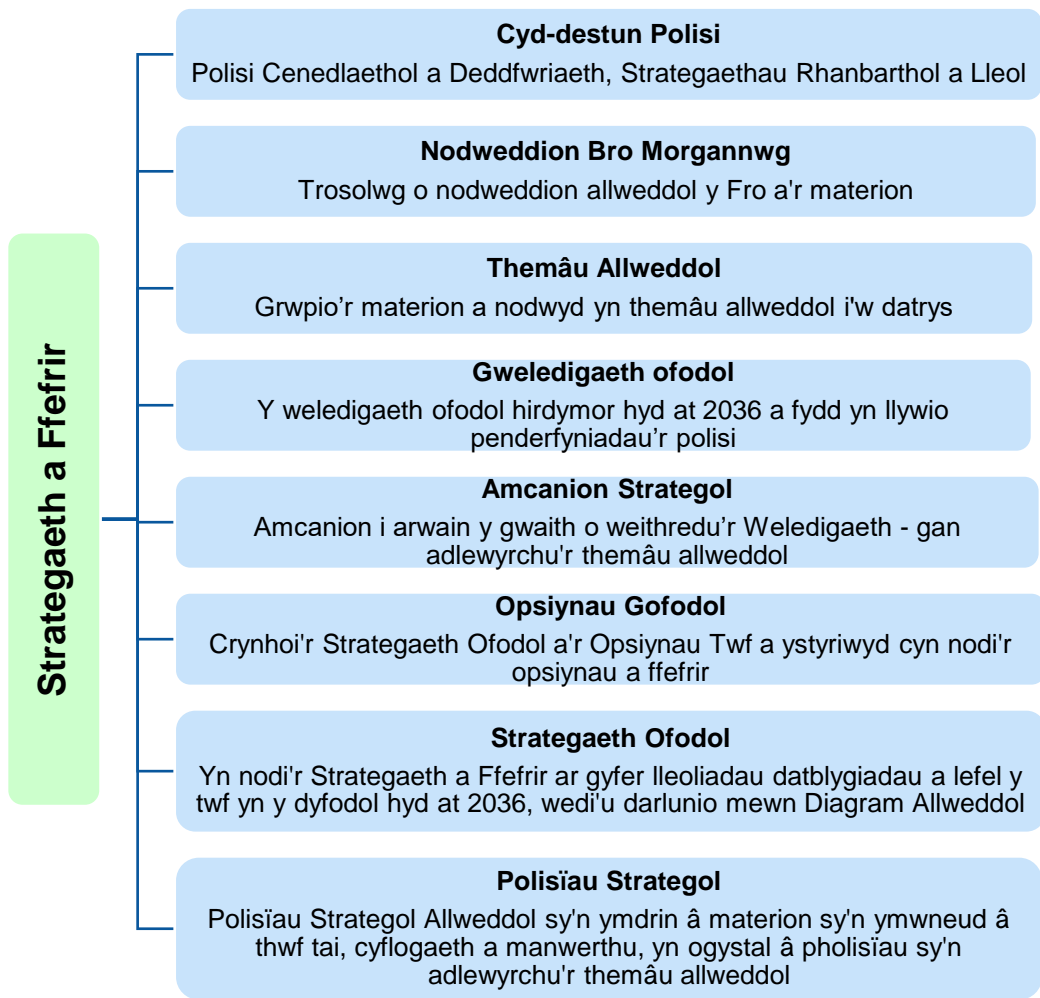 Strategaeth a Ffefrir
Cyd-destun Polisi
Polisi Cenedlaethol a Deddfwriaeth, Strategaethau Rhanbarthol a Lleol
Nodweddion Bro Morgannwg
Trosolwg o nodweddion allweddol y Fro a'r materion
Themâu Allweddol
Grwpio’r materion a nodwyd yn themâu allweddol i'w datrys
Gweledigaeth ofodol
Y weledigaeth ofodol hirdymor hyd at 2036 a fydd yn llywio
penderfyniadau’r polisi
Amcanion Strategol
Amcanion i arwain y gwaith o weithredu’r Weledigaeth - gan
adlewyrchu'r themâu allweddol
Opsiynau Gofodol
Crynhoi'r Strategaeth Ofodol a'r Opsiynau Twf a ystyriwyd cyn nodi'r
opsiynau a ffefrir
Strategaeth Ofodol
Yn nodi'r Strategaeth a Ffefrir ar gyfer lleoliadau datblygiadau a lefel y
twf yn y dyfodol hyd at 2036, wedi'u darlunio mewn Diagram Allweddol
Polisïau Strategol
Polisïau Strategol Allweddol sy'n ymdrin â materion sy'n ymwneud â
thwf tai, cyflogaeth a manwerthu, yn ogystal â pholisïau sy'n
adlewyrchu'r themâu allweddol